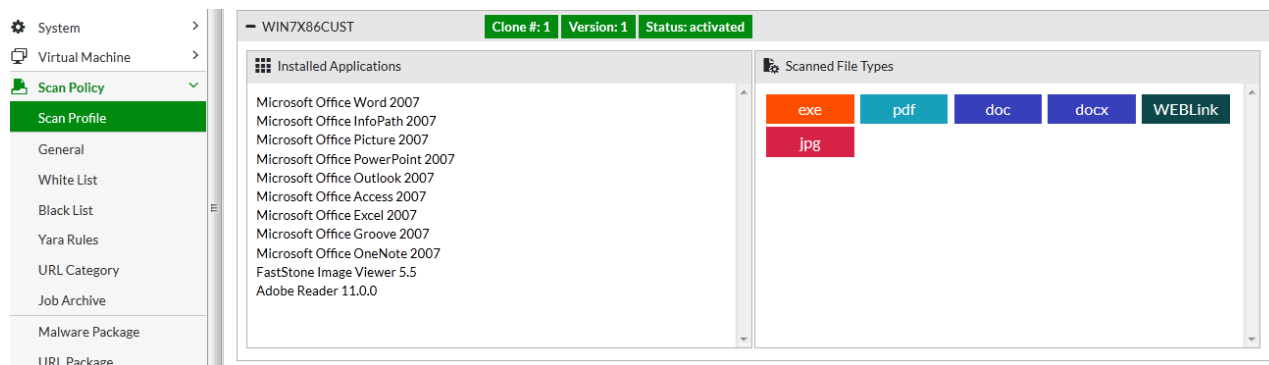 System
Virtual Machine
Scan Policy
Scan Profile
General
White List
Black List
Yara Rules
URL Category
Job Archive
Malware Package
URL Package
WIN7X86CUST Clone #: 1 Version: 1 Status: activated
Installed Applications
Microsoft Office Word 2007
Microsoft Office InfoPath 2007
Microsoft Office Picture 2007
Microsoft Office PowerPoint 2007
Microsoft Office Outlook 2007
Microsoft Office Access 2007
Microsoft Office Excel 2007
Microsoft Office Groove 2007
Microsoft Office OneNote 2007
FastStone Image Viewer 5.5
Adobe Reader 11.0.0
Scanned File Types
exe pdf doc docx WEBLink
jpg